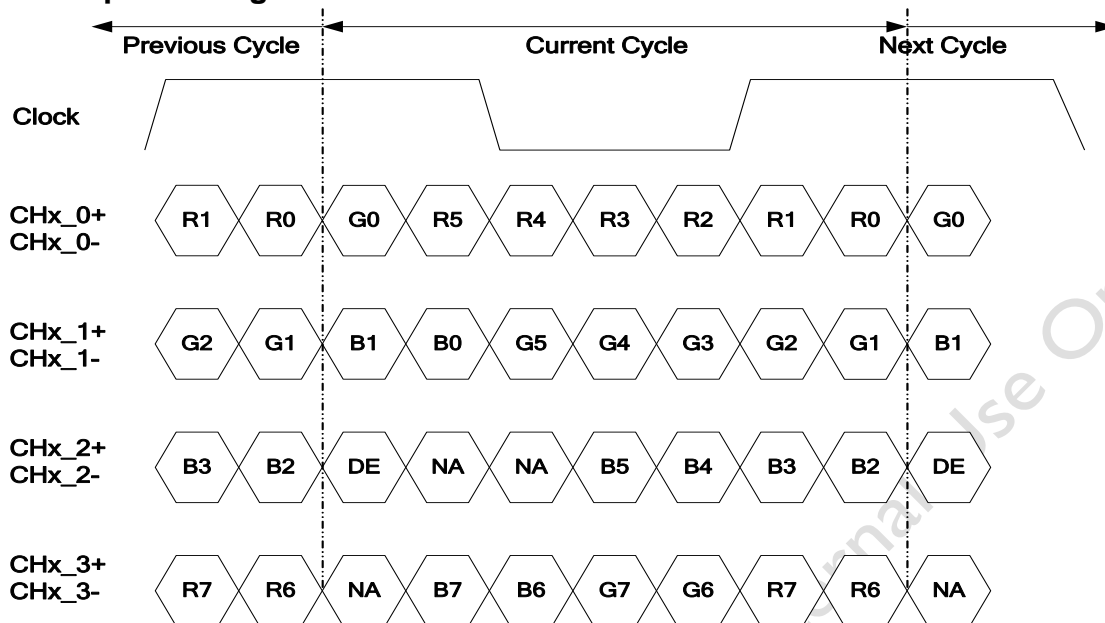 Previous Cycle Current Cycle Next Cycle
Clock
CHx_0+
CHx_0-
R1 R0 G0 R5 R4 R3 R2 R1 R0 G0
CHx_1+
CHx_1-
G2 G1 B1 B0 G5 G4 G3 G2 G1 B1
CHx_2+
CHx_2-
B3 B2 DE NA NA B5 B4 B3 B2 DE
CHx_3+
CHx_3-
R7 R6 NA B7 B6 G7 G6 R7 R6 NA
Use